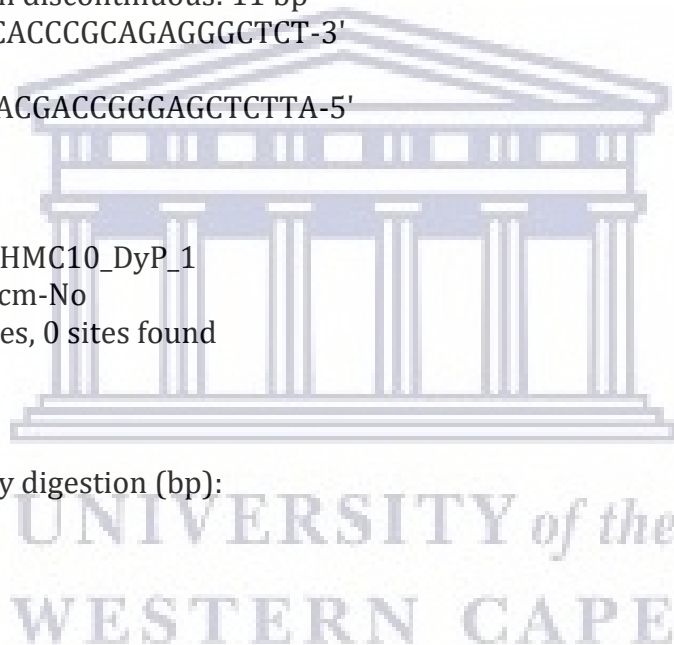 n discontinuous: 11 bp
CACCCGCAGAGGGCTCT-3'
ACGACCGGGAGCTCTTA-5'
HMC10_DyP_1
cm-No
es, 0 sites found
y digestion (bp):
UNIVERSITY of the
WESTERN CAPE